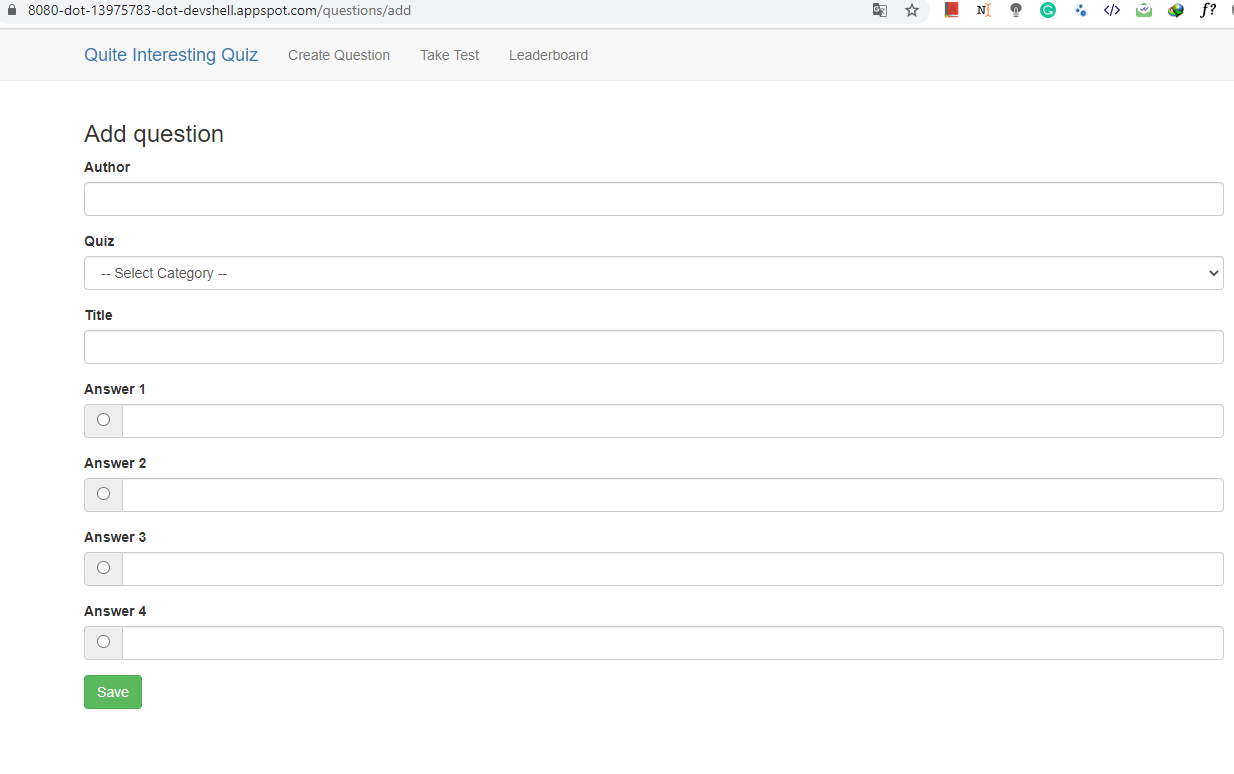 8080-dot-13975783-dot-devshell.appspot.com/questions/add
Quite Interesting Quiz Create Question Take Test Leaderboard
Add question
Author
Quiz
-- Select Category --
Title
Answer 1
Answer 2
Answer 3
Answer 4
Save